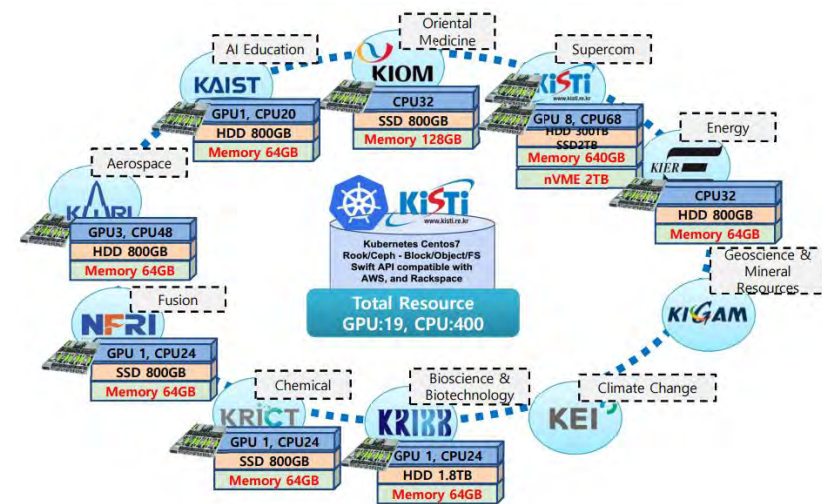 AI Education
KAIST
GPU1, CPU20
HDD 800GB
Memory 64GB
Oriental
Medicine
KIOM
CPU32
SSD 800GB
Memory 128GB
Supercom
KiSTi
www.kisti.re.kr
GPU 8, CPU68
HDD 300TB
SSD2TB
Memory 640GB
nVME 2TB
Energy
KIER
CPU32
HDD 800GB
Memory 64GB
Aerospace
KARI
GPU3, CPU48
HDD 800GB
Memory 64GB
KiSTi
www.kisti.re.kr
Kubernetes Centos7
Rook/Ceph - Block/Object/FS
Swift API compatible with
AWS, and Rackspace
Total Resource
GPU:19, CPU:400
Geoscience &
Mineral
Resources
KIGAM
Fusion
NFRI
GPU 1, CPU24
SSD 800GB
Memory 64GB
Chemical
KRICT
GPU 1, CPU24
SSD 800GB
Memory 64GB
Bioscience &
Biotechnology
KRIBB
GPU 1, CPU24
HDD 1.8TB
Memory 64GB
Climate Change
KEI